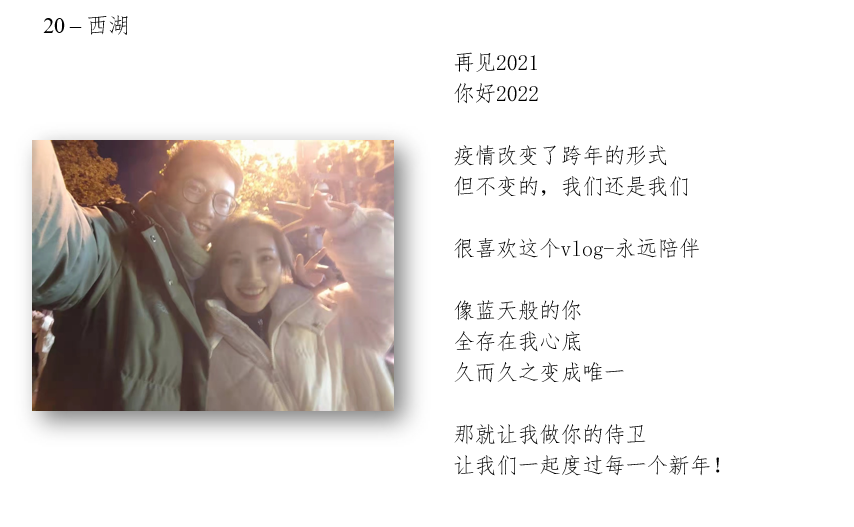 20 – 西湖
再见2021
你好2022
疫情改变了跨年的形式
但不变的，我们还是我们
很喜欢这个vlog-永远陪伴
像蓝天般的你
全存在我心底
久而久之变成唯一
那就让我做你的侍卫
让我们一起度过每一个新年！